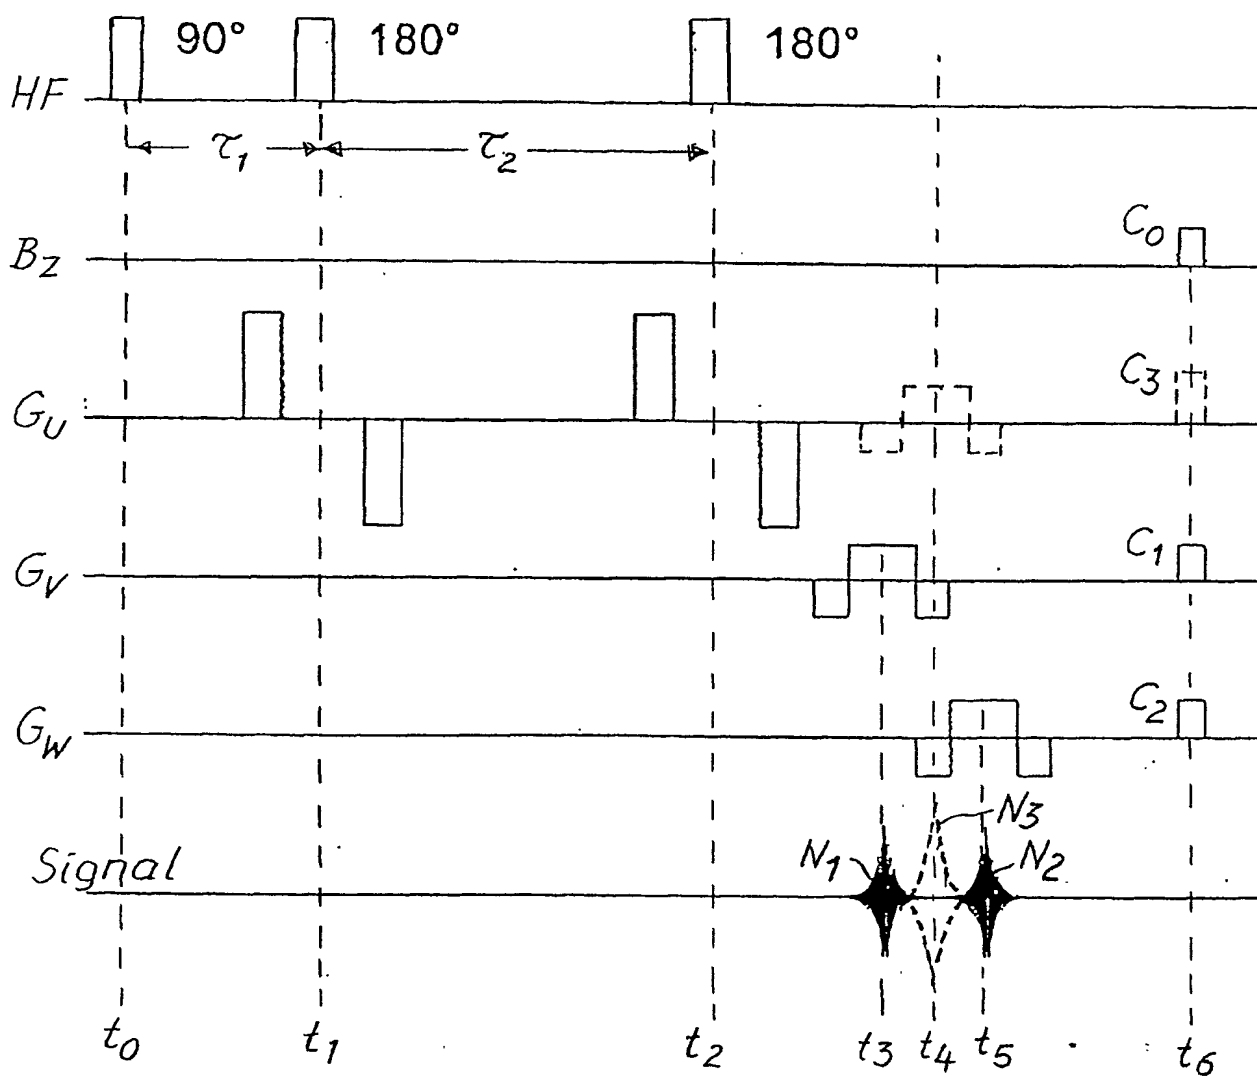 90° 180° 180°
HF
τ1 τ2
BZ C0
GU C3
GV C1
GW C2
Signal N1 N3 N2
t0 t1 t2 t3 t4 t5 t6